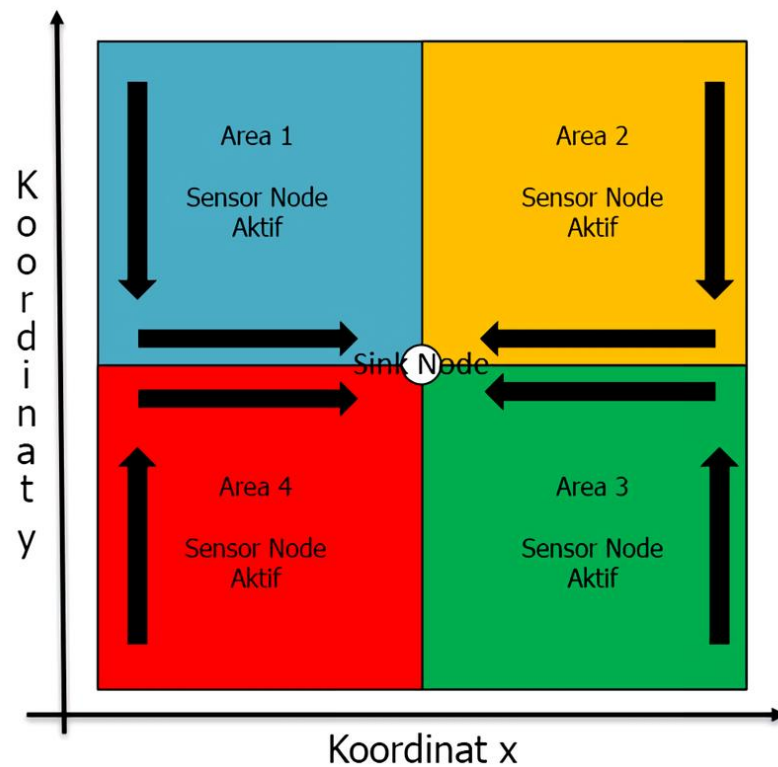 Area 1
Sensor Node
Aktif
Area 2
Sensor Node
Aktif
Sink Node
Area 4
Sensor Node
Aktif
Area 3
Sensor Node
Aktif
Koordinat y
Koordinat x